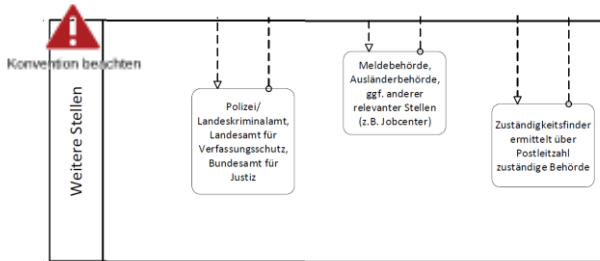 Konvention beachten
Weitere Stellen
Polizei/
Landeskriminalamt,
Landesamt für
Verfassungsschutz,
Bundesamt für
Justiz
Meldebehörde,
Ausländerbehörde,
ggf. anderer
relevanter Stellen
(z.B. Jobcenter)
Zuständigkeitsfinder
ermittelt über
Postleitzahl
zuständige Behörde